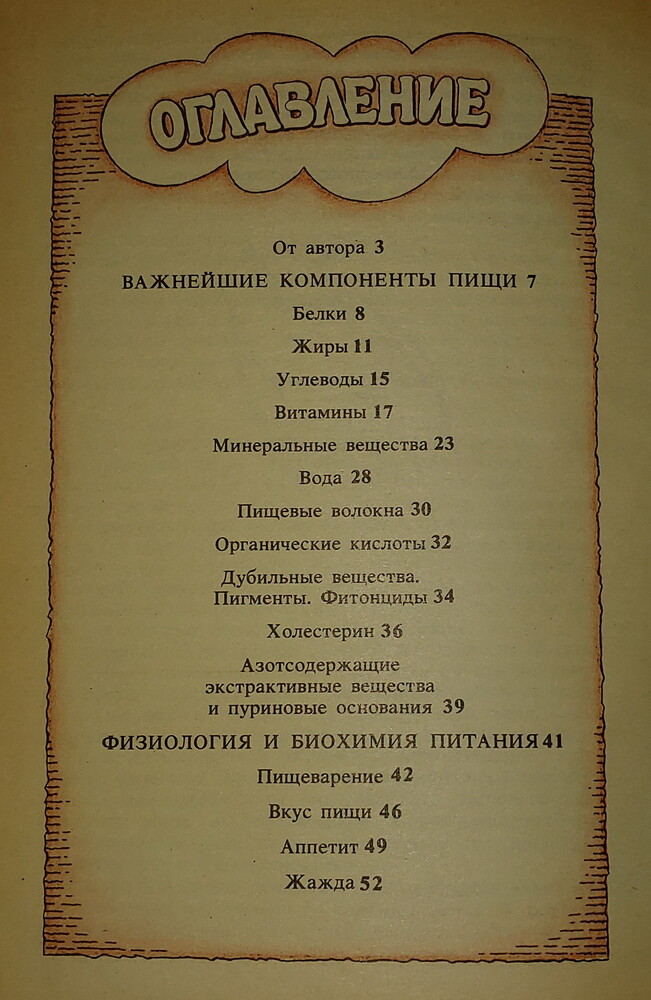 ОГЛАВЛЕНИЕ
От автора 3
ВАЖНЕЙШИЕ КОМПОНЕНТЫ ПИЩИ 7
Белки 8
Жиры 11
Углеводы 15
Витамины 17
Минеральные вещества 23
Вода 28
Пищевые волокна 30
Органические кислоты 32
Дубильные вещества.
Пигменты. Фитонциды 34
Холестерин 36
Азотсодержащие
экстрактивные вещества
и пуриновые основания 39
ФИЗИОЛОГИЯ И БИОХИМИЯ ПИТАНИЯ 41
Пищеварение 42
Вкус пищи 46
Аппетит 49
Жажда 52